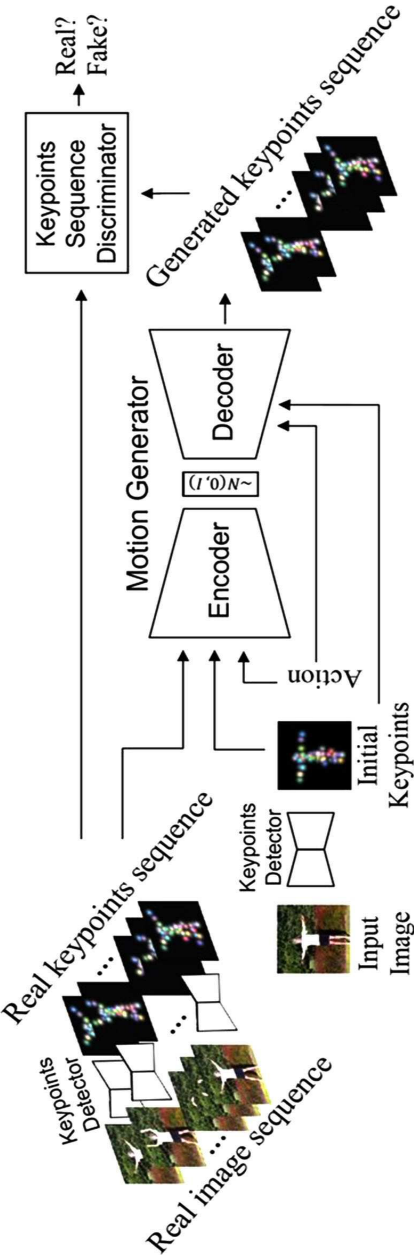 Real image sequence
Keypoints
Detector
...
Real keypoints sequence
...
...
Input
Image
Keypoints
Detector
Initial
Keypoints
Action
Motion Generator
Encoder
~N(0,I)
Decoder
Generated keypoints sequence
...
Keypoints
Sequence
Discriminator
Real?
Fake?